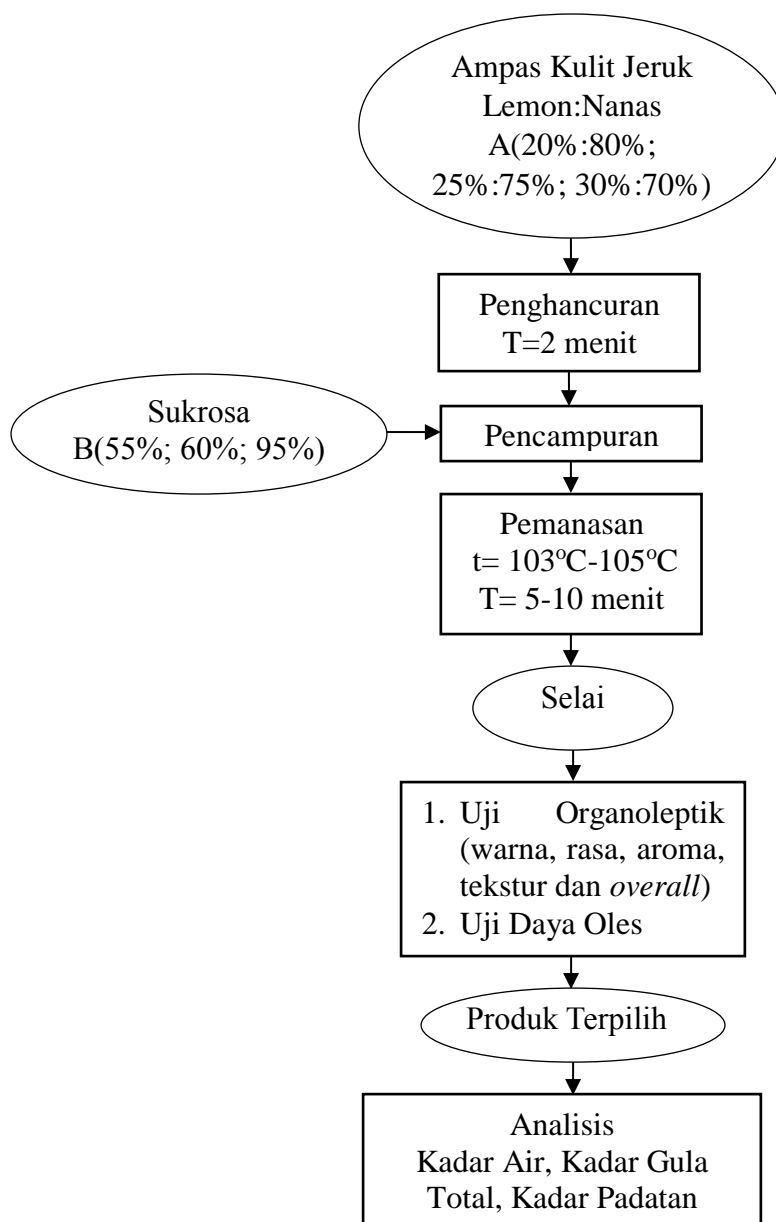 Ampas Kulit Jeruk
Lemon:Nanas
A(20%:80%;
25%:75%; 30%:70%)
Penghancuran
T=2 menit
Sukrosa
B(55%; 60%; 95%)
Pencampuran
Pemanasan
t= 103ºC-105ºC
T= 5-10 menit
Selai
1. Uji Organoleptik
(warna, rasa, aroma,
tekstur dan overall)
2. Uji Daya Oles
Produk Terpilih
Analisis
Kadar Air, Kadar Gula
Total, Kadar Padatan